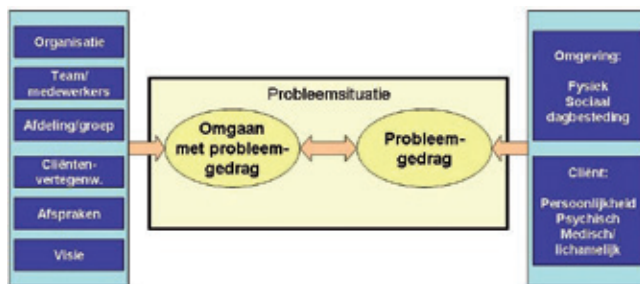 Organisatie
Team/
medewerkers
Afdeling/groep
Cliënten-
vertegenw.
Afspraken
Visie
Probleemsituatie
Omgaan
met probleem-
gedrag
Probleem-
gedrag
Omgeving:
Fysiek
Sociaal
dagbesteding
Cliënt:
Persoonlijkheid
Psychisch
Medisch/
lichamelijk